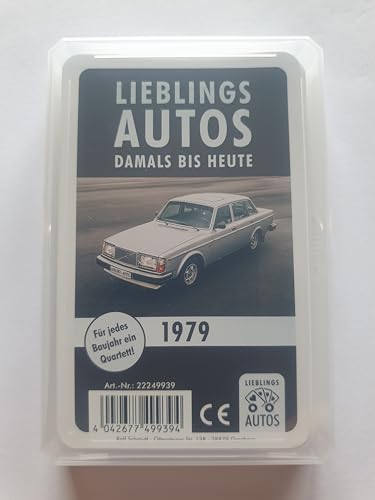 LIEBLINGS
AUTOS
DAMALS BIS HEUTE
Für jedes
Baujahr ein
Quartett!
1979
Art.-Nr.: 22249939
4 042677 499394
CE
LIEBLINGS
AUTOS